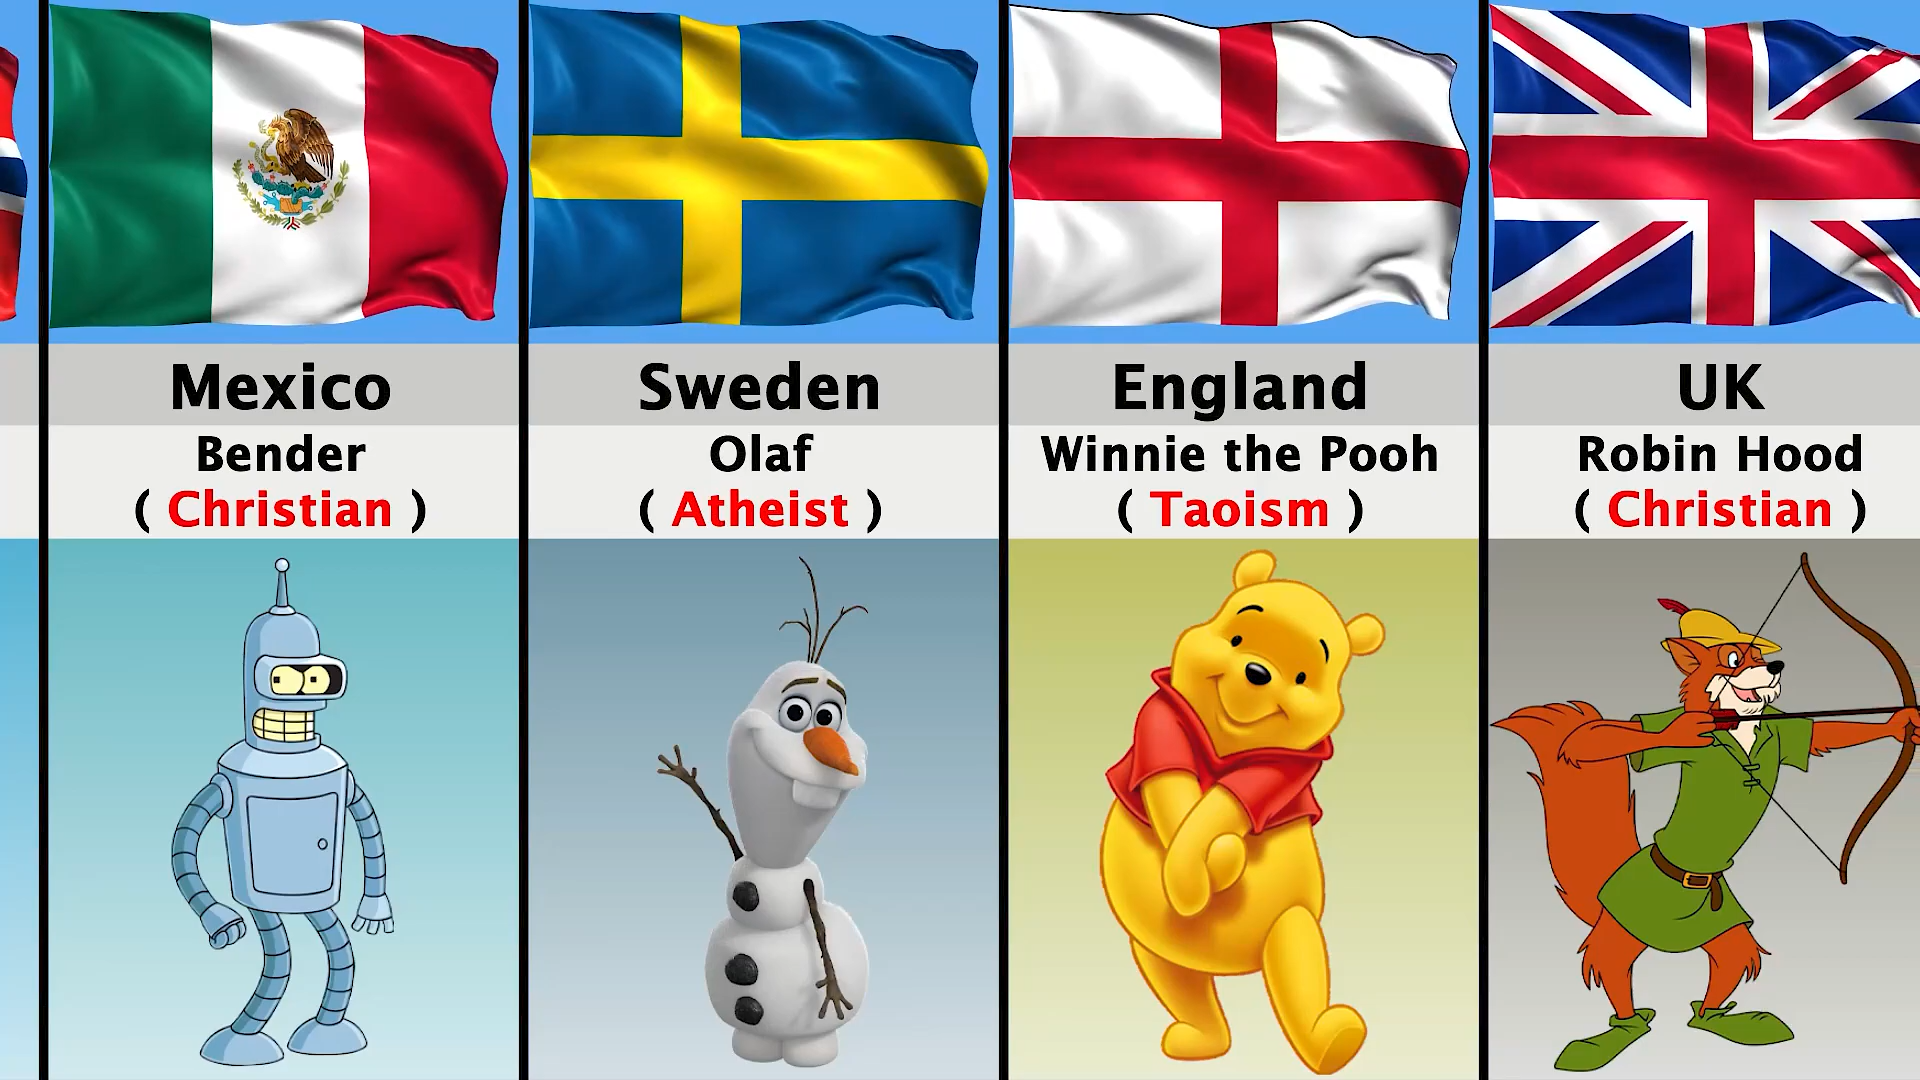 Mexico
Bender
( Christian )
Sweden
Olaf
( Atheist )
England
Winnie the Pooh
( Taoism )
UK
Robin Hood
( Christian )